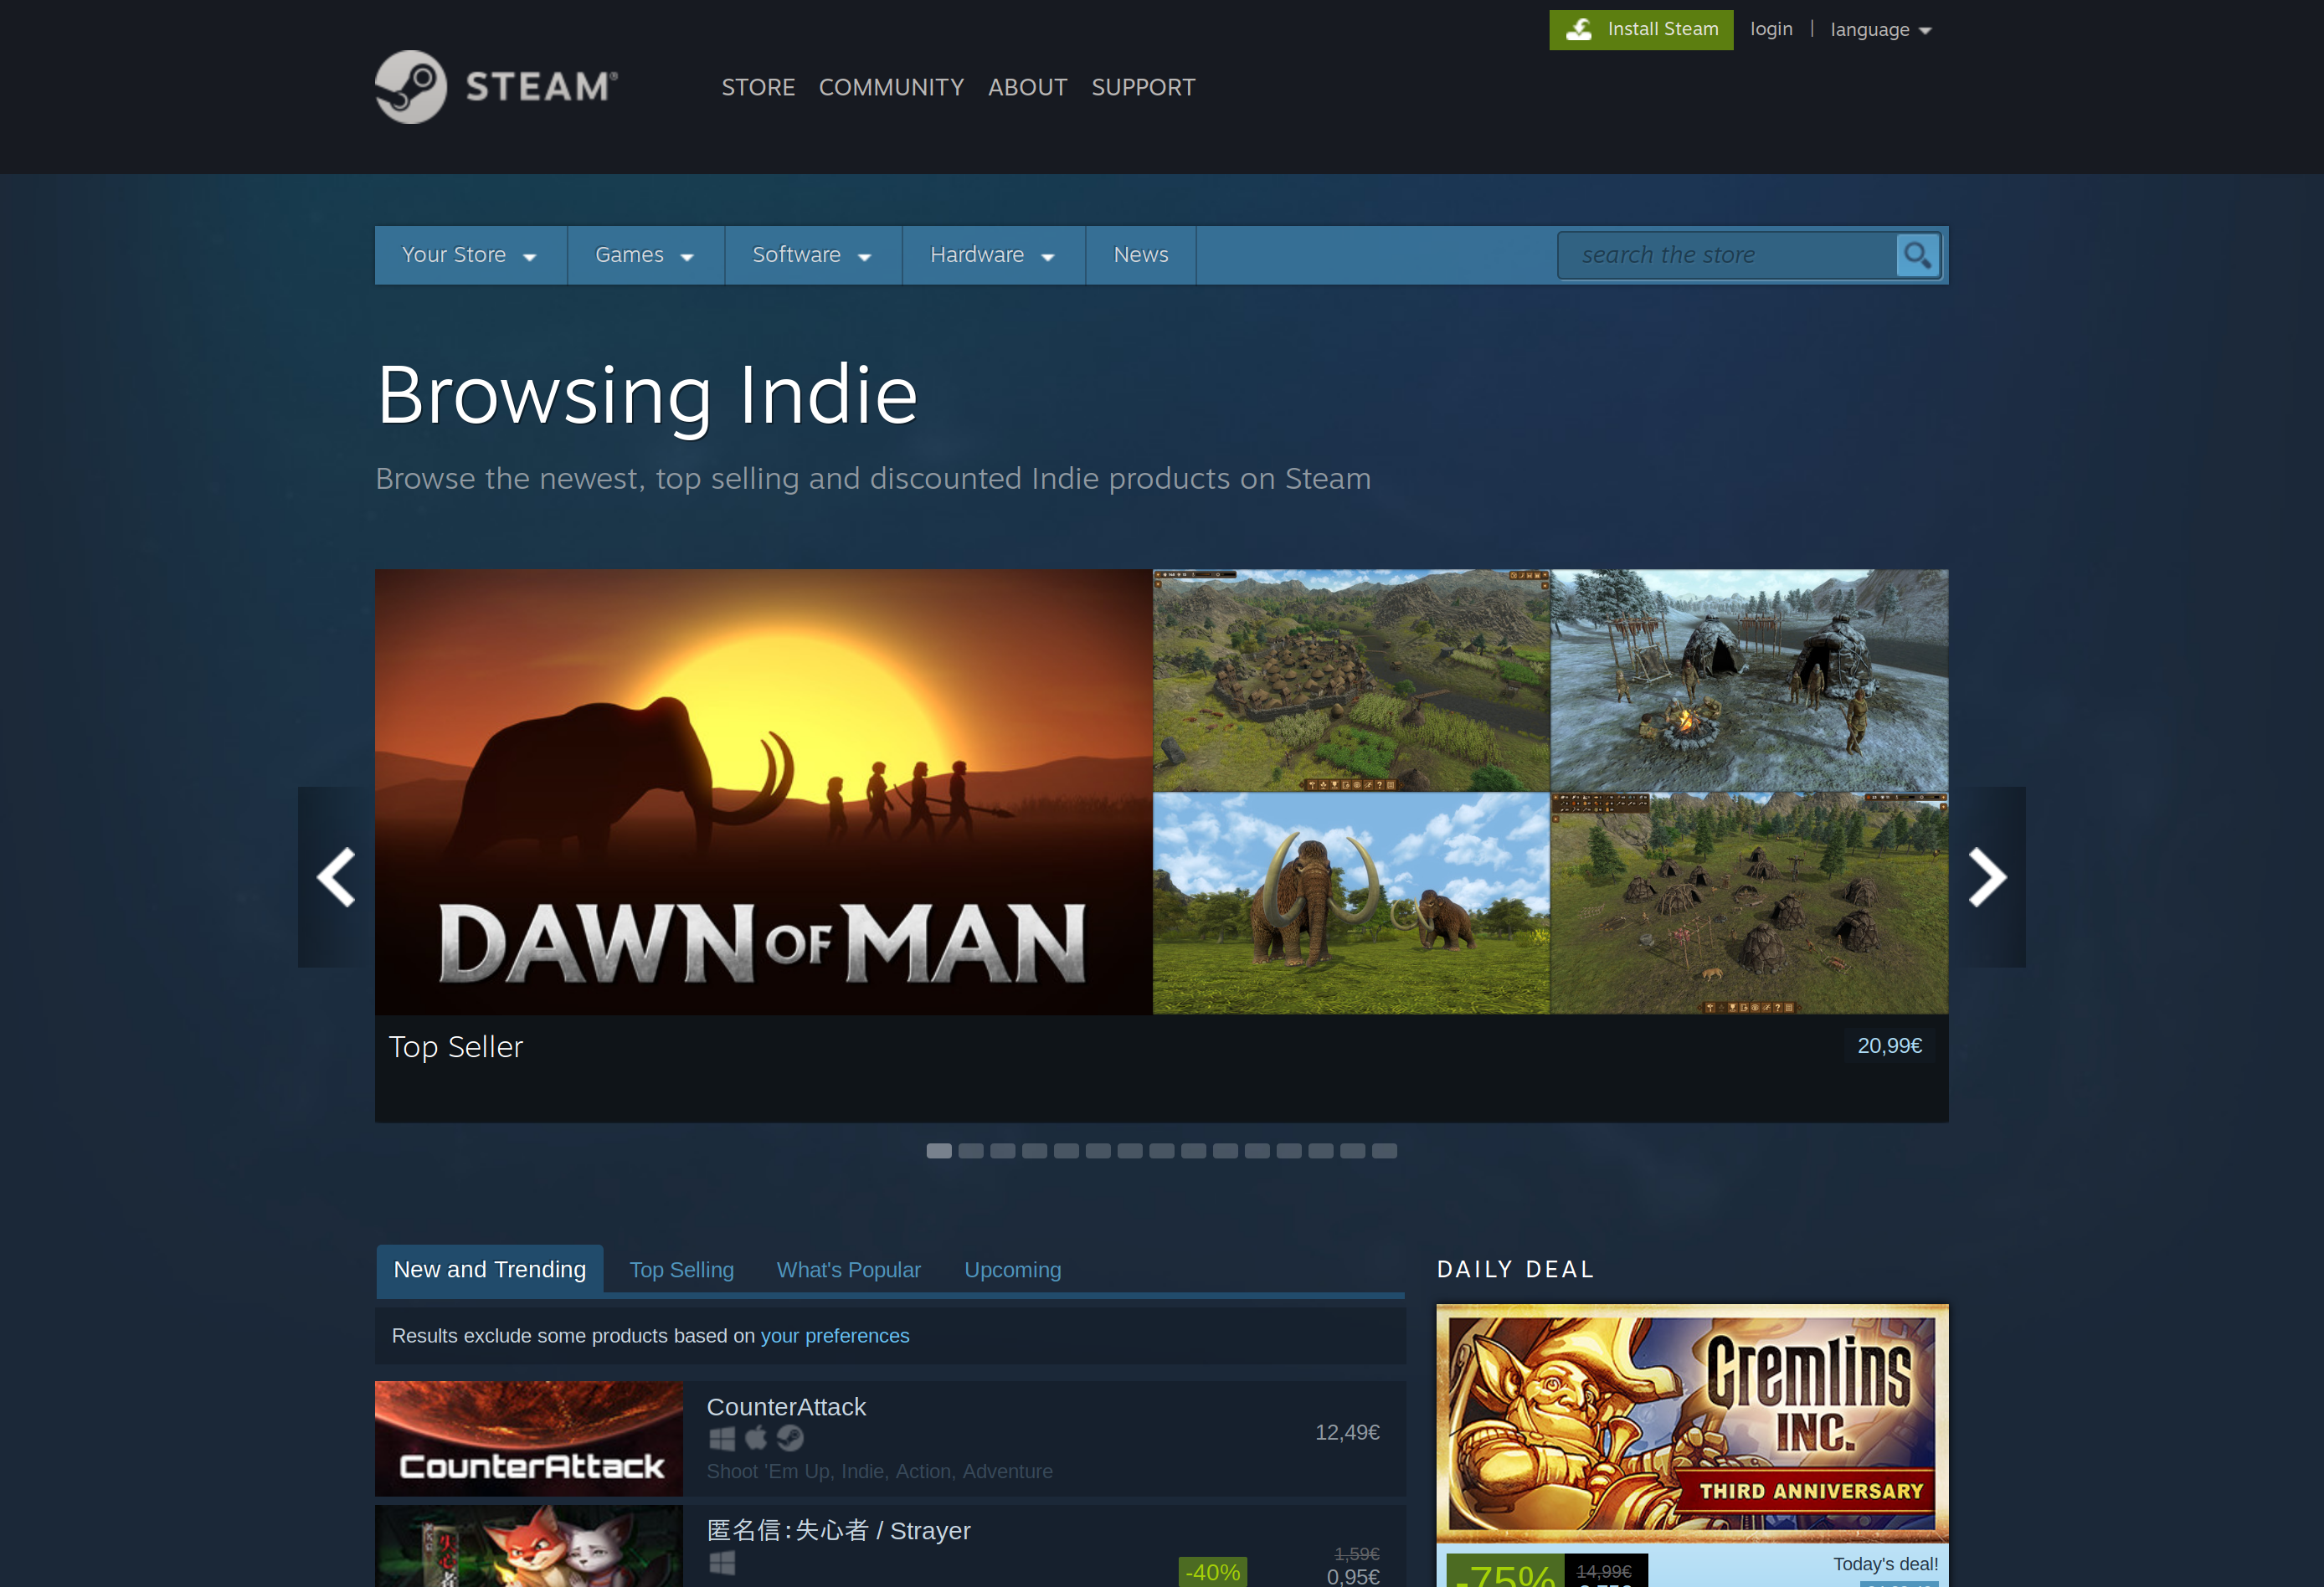 Install Steam
login
language
STEAM®
STORE COMMUNITY ABOUT SUPPORT
Your Store
Games
Software
Hardware
News
search the store
Browsing Indie
Browse the newest, top selling and discounted Indie products on Steam
DAWN OF MAN
Top Seller
20,99€
New and Trending
Top Selling
What's Popular
Upcoming
Results exclude some products based on your preferences
CounterAttack
CounterAttack
12,49€
Shoot 'Em Up, Indie, Action, Adventure
匿名信:失心者 / Strayer
-40%
1,59€
0,95€
DAILY DEAL
Gremlins
INC.
THIRD ANNIVERSARY
-75%
14,99€
Today's deal!